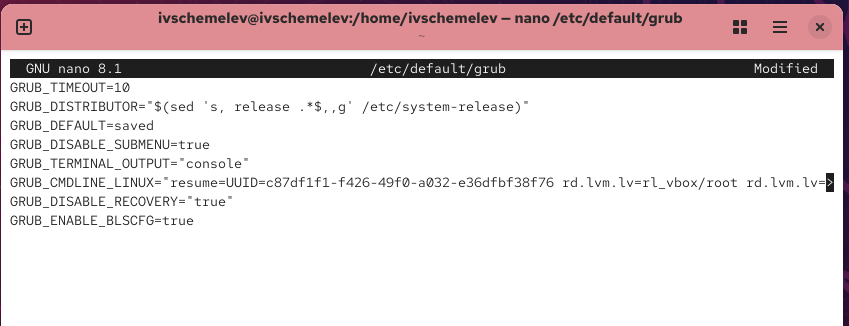 ivschemelev@ivschemelev:/home/ivschemelev — nano /etc/default/grub
~
GNU nano 8.1 /etc/default/grub Modified
GRUB_TIMEOUT=10
GRUB_DISTRIBUTOR="$(sed 's, release .*$,,g' /etc/system-release)"
GRUB_DEFAULT=saved
GRUB_DISABLE_SUBMENU=true
GRUB_TERMINAL_OUTPUT="console"
GRUB_CMDLINE_LINUX="resume=UUID=c87df1f1-f426-49f0-a032-e36dfbf38f76 rd.lvm.lv=rl_vbox/root rd.lvm.lv=>
GRUB_DISABLE_RECOVERY="true"
GRUB_ENABLE_BLSCFG=true